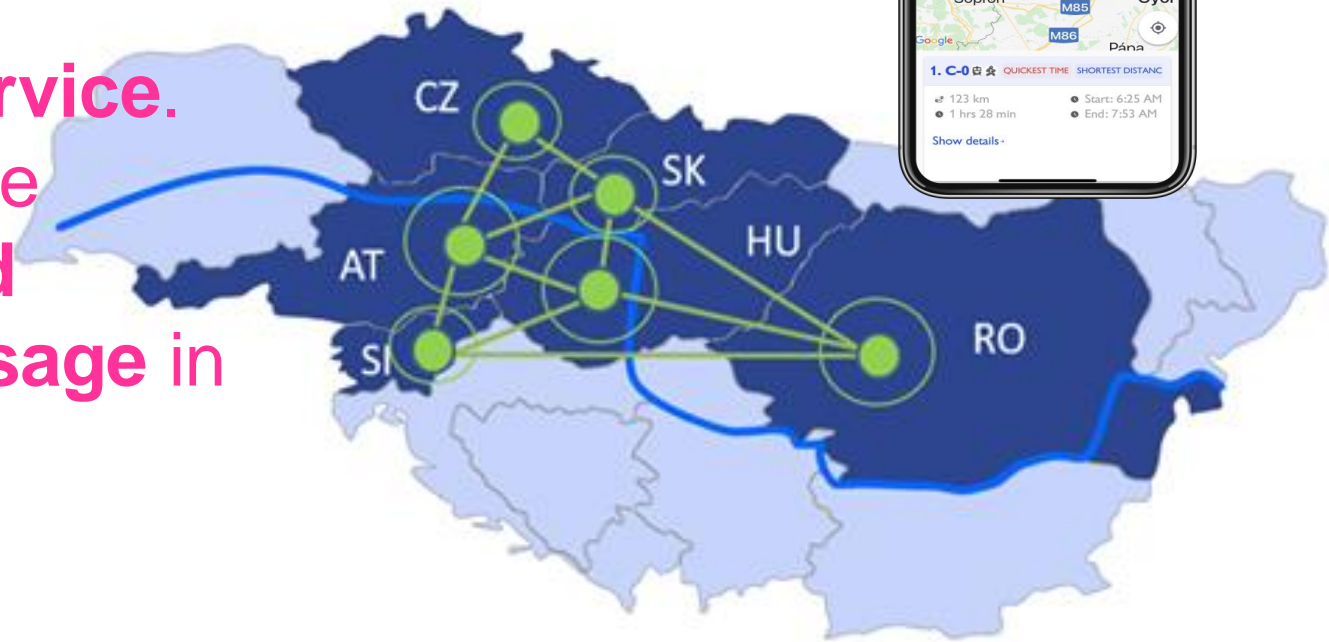 M85
Google
M86
Pápa
1. C-0 QUICKEST TIME SHORTEST DISTANC
123 km
Start: 6:25 AM
1 hrs 28 min
End: 7:53 AM
Show details
rvice.
e
d
sage in
CZ
SK
HU
AT
RO
SI